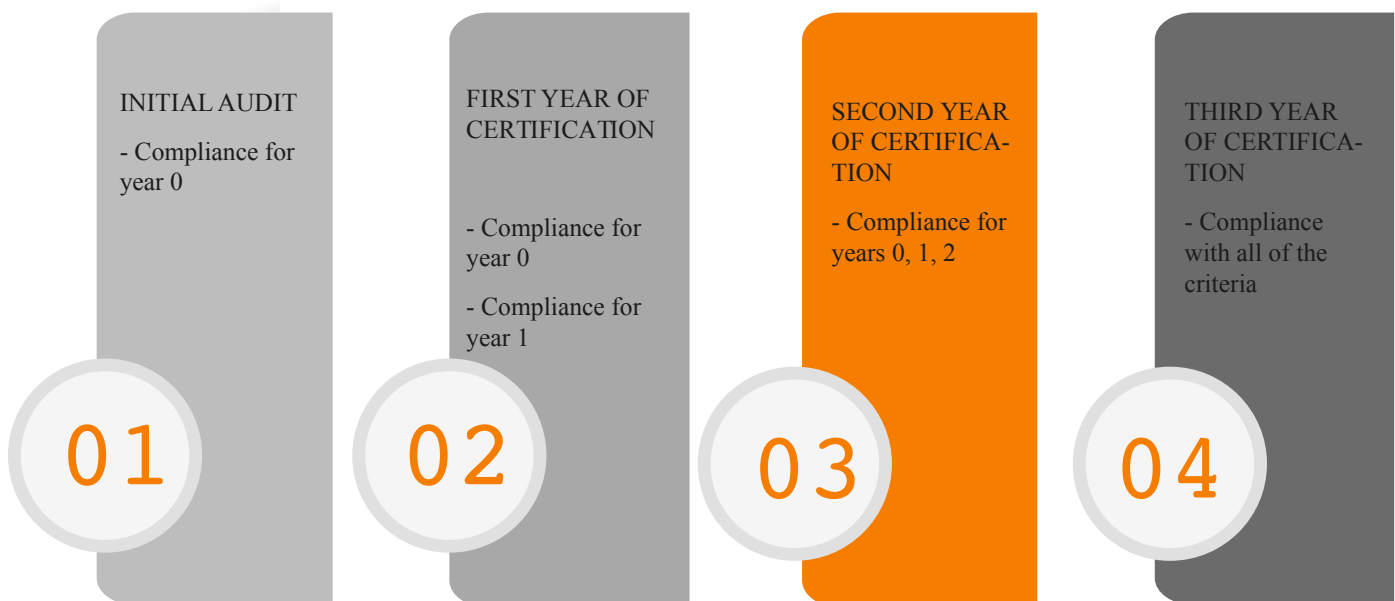 INITIAL AUDIT
- Compliance for
year 0
01
FIRST YEAR OF
CERTIFICATION
- Compliance for
year 0
- Compliance for
year 1
02
SECOND YEAR
OF CERTIFICA-
TION
- Compliance for
years 0, 1, 2
03
THIRD YEAR
OF CERTIFICA-
TION
- Compliance
with all of the
criteria
04